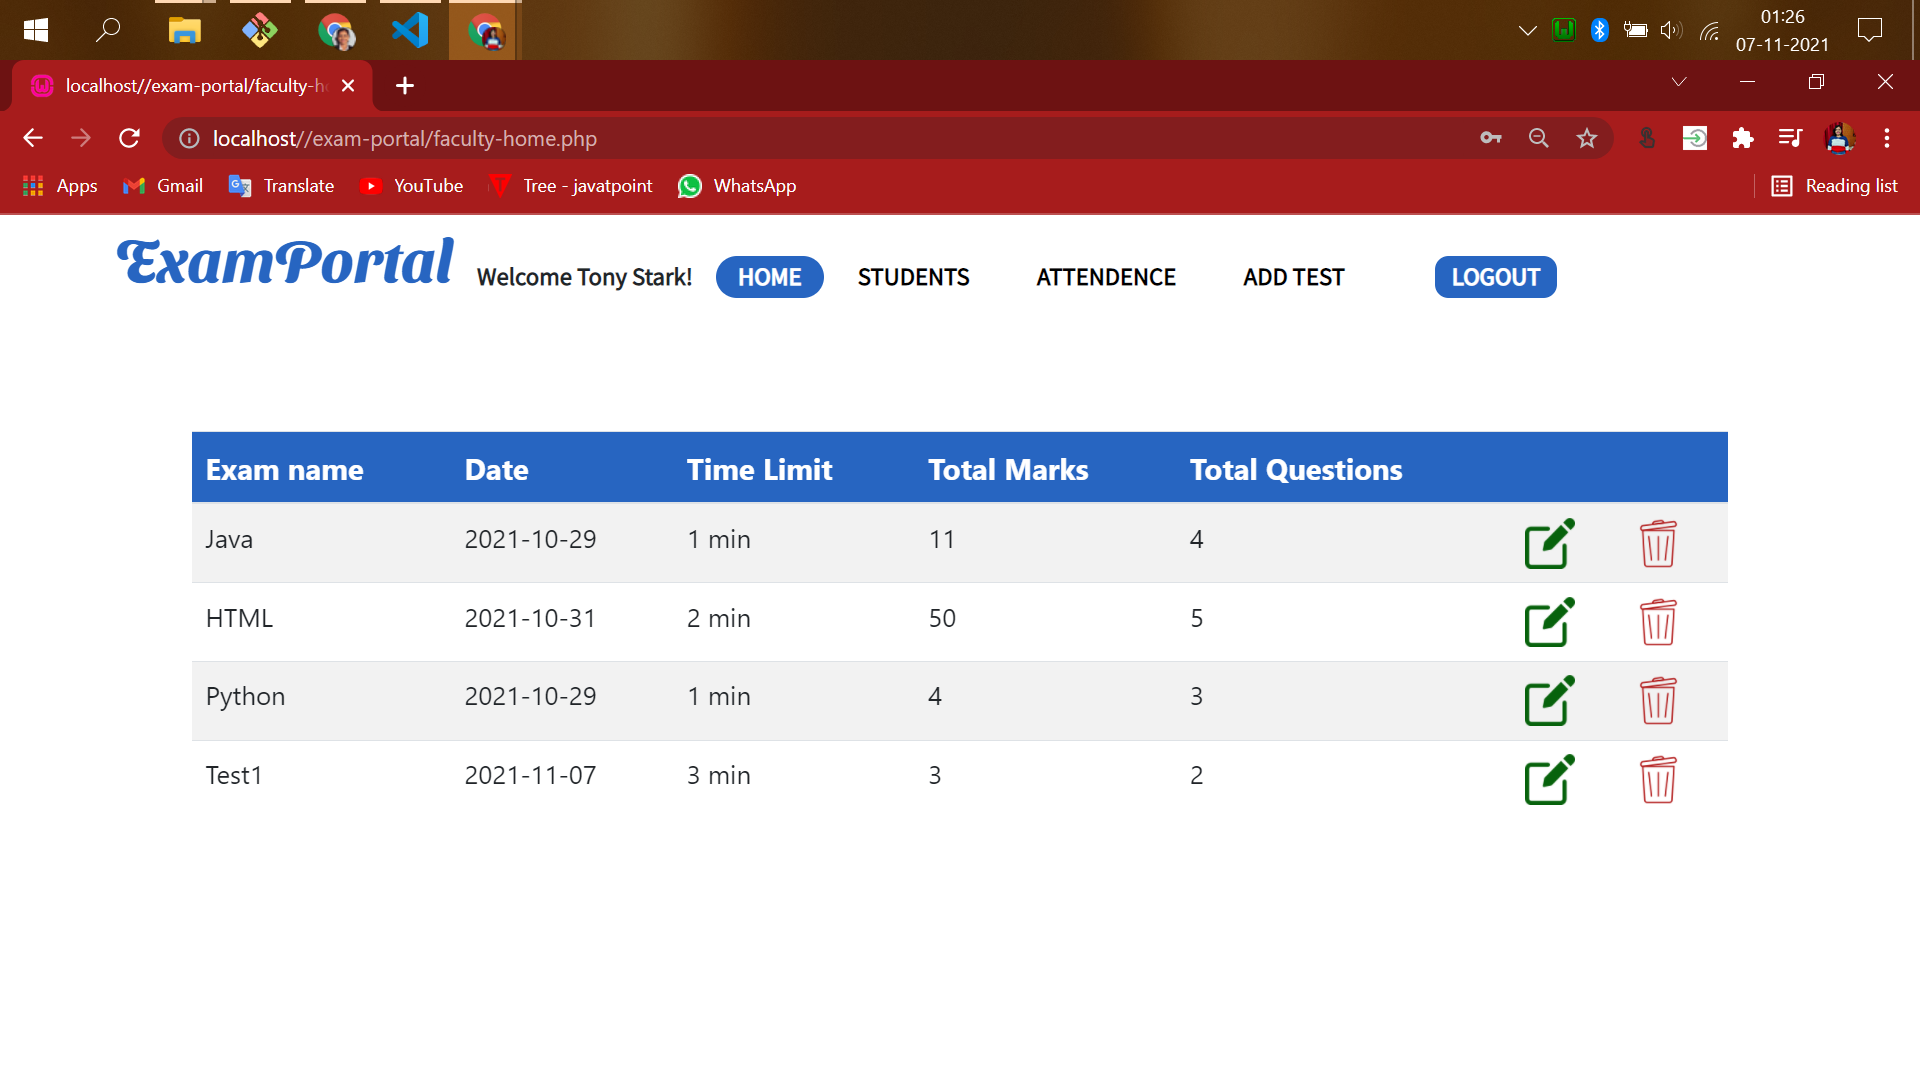 01:26
07-11-2021
localhost//exam-portal/faculty-h
localhost//exam-portal/faculty-home.php
Apps Gmail Translate YouTube Tree - javatpoint WhatsApp Reading list
ExamPortal Welcome Tony Stark! HOME STUDENTS ATTENDENCE ADD TEST LOGOUT
Exam name Date Time Limit Total Marks Total Questions
Java 2021-10-29 1 min 11 4
HTML 2021-10-31 2 min 50 5
Python 2021-10-29 1 min 4 3
Test1 2021-11-07 3 min 3 2